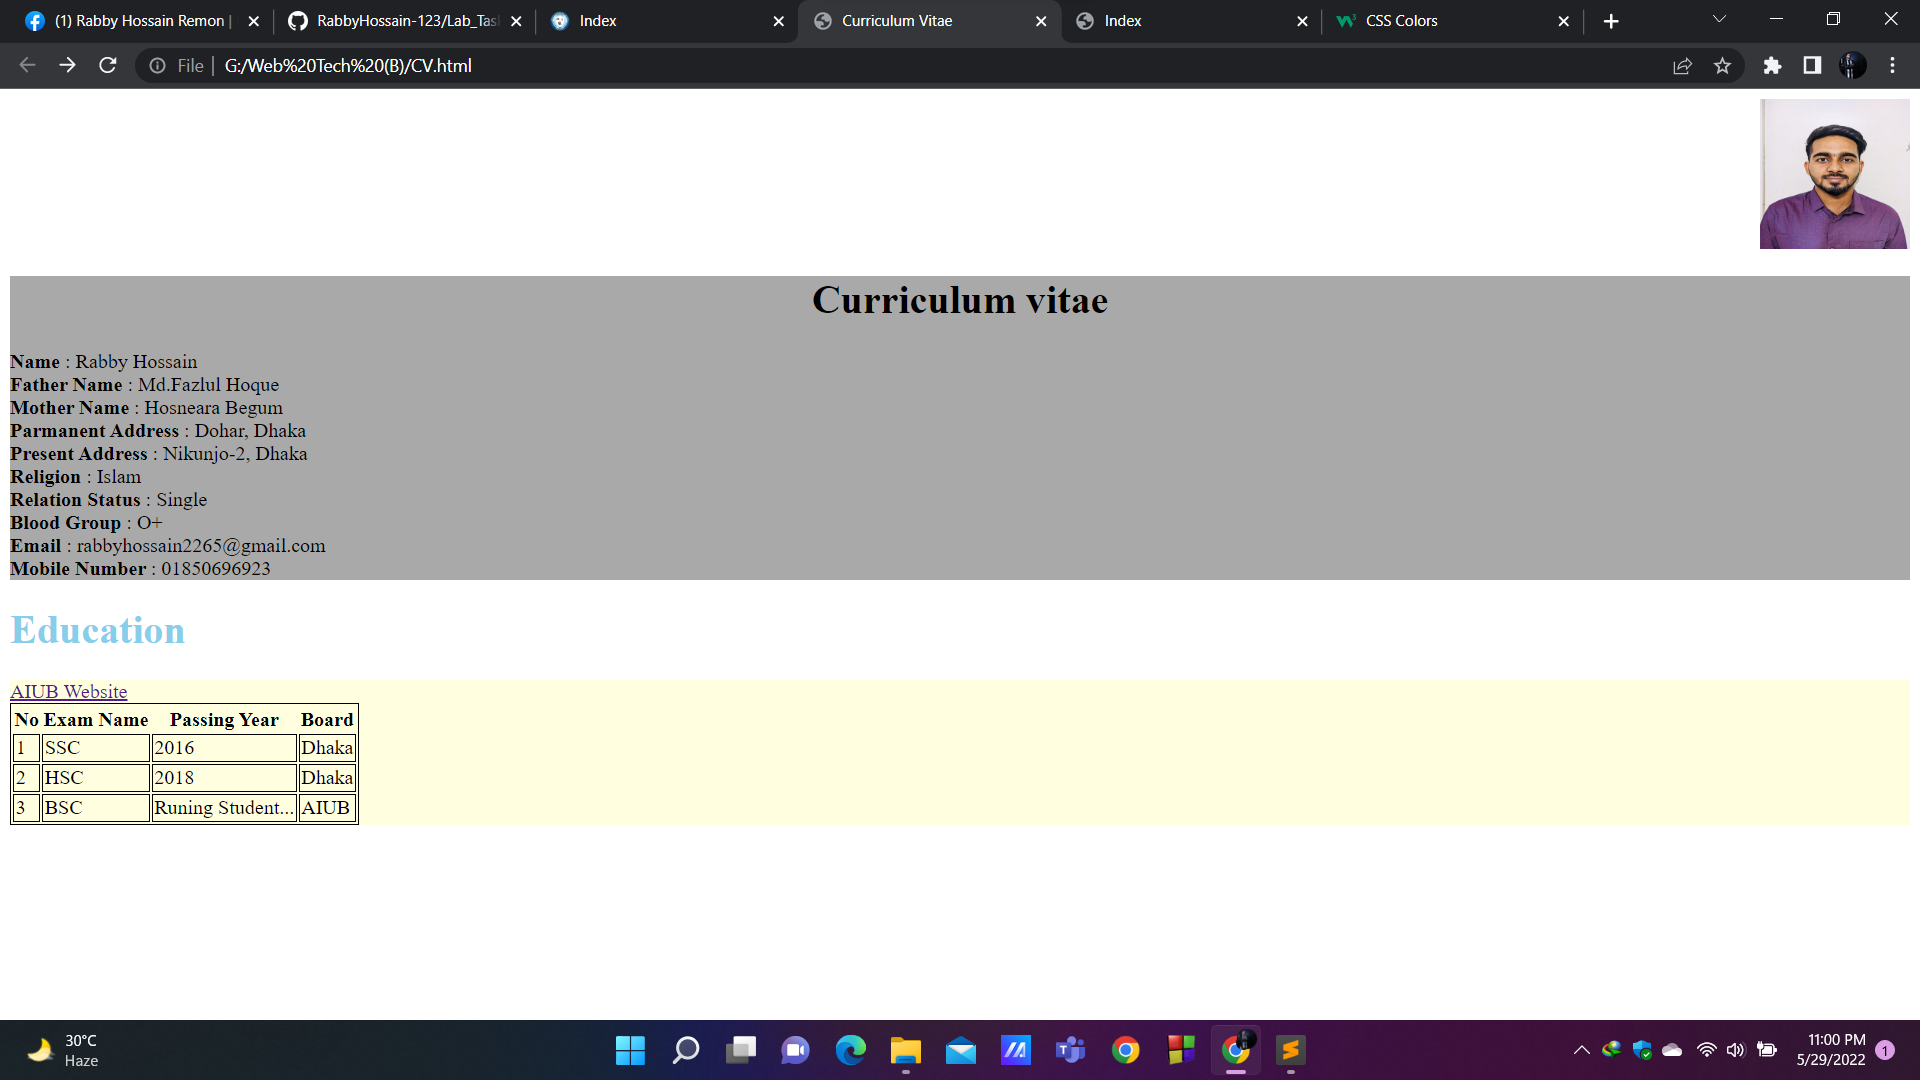 (1) Rabby Hossain Remon |
RabbyHossain-123/Lab_Tas
Index
Curriculum Vitae
Index
CSS Colors
File | G:/Web%20Tech%20(B)/CV.html
Curriculum vitae
Name : Rabby Hossain
Father Name : Md.Fazlul Hoque
Mother Name : Hosneara Begum
Parmanent Address : Dohar, Dhaka
Present Address : Nikunjo-2, Dhaka
Religion : Islam
Relation Status : Single
Blood Group : O+
Email : rabbyhossain2265@gmail.com
Mobile Number : 01850696923
Education
AIUB Website
No Exam Name Passing Year Board
1 SSC 2016 Dhaka
2 HSC 2018 Dhaka
3 BSC Runing Student... AIUB
30°C
Haze
11:00 PM
5/29/2022
1